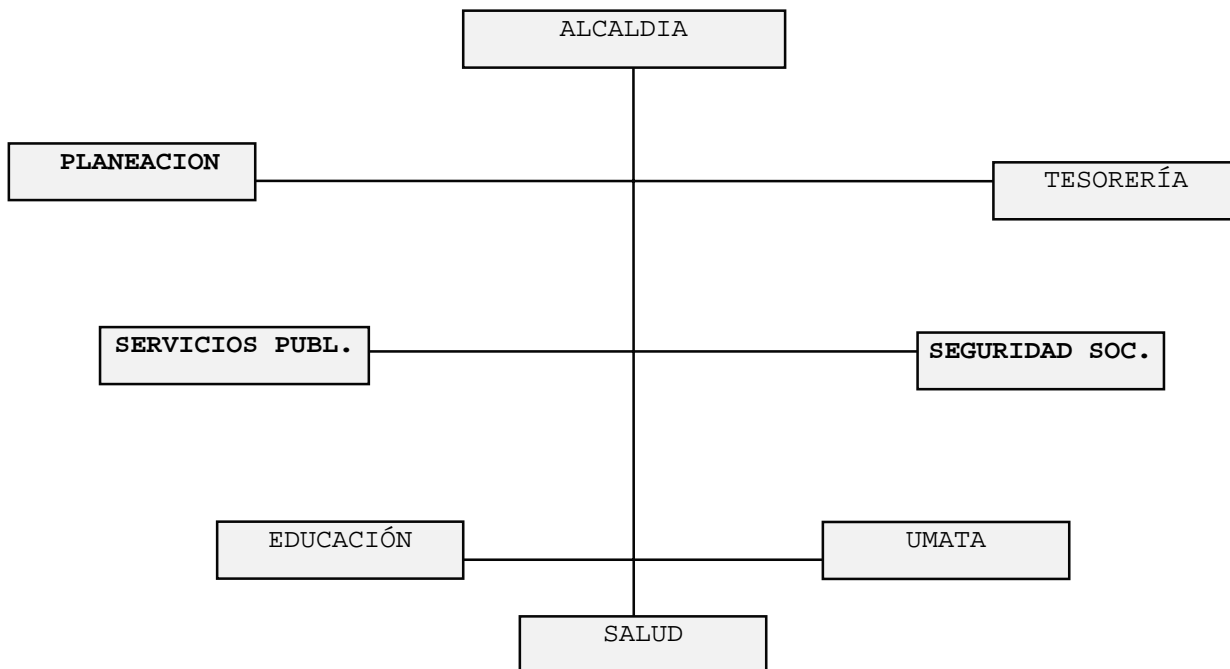 ALCALDIA
PLANEACION
TESORERÍA
SERVICIOS PUBL.
SEGURIDAD SOC.
EDUCACIÓN
UMATA
SALUD